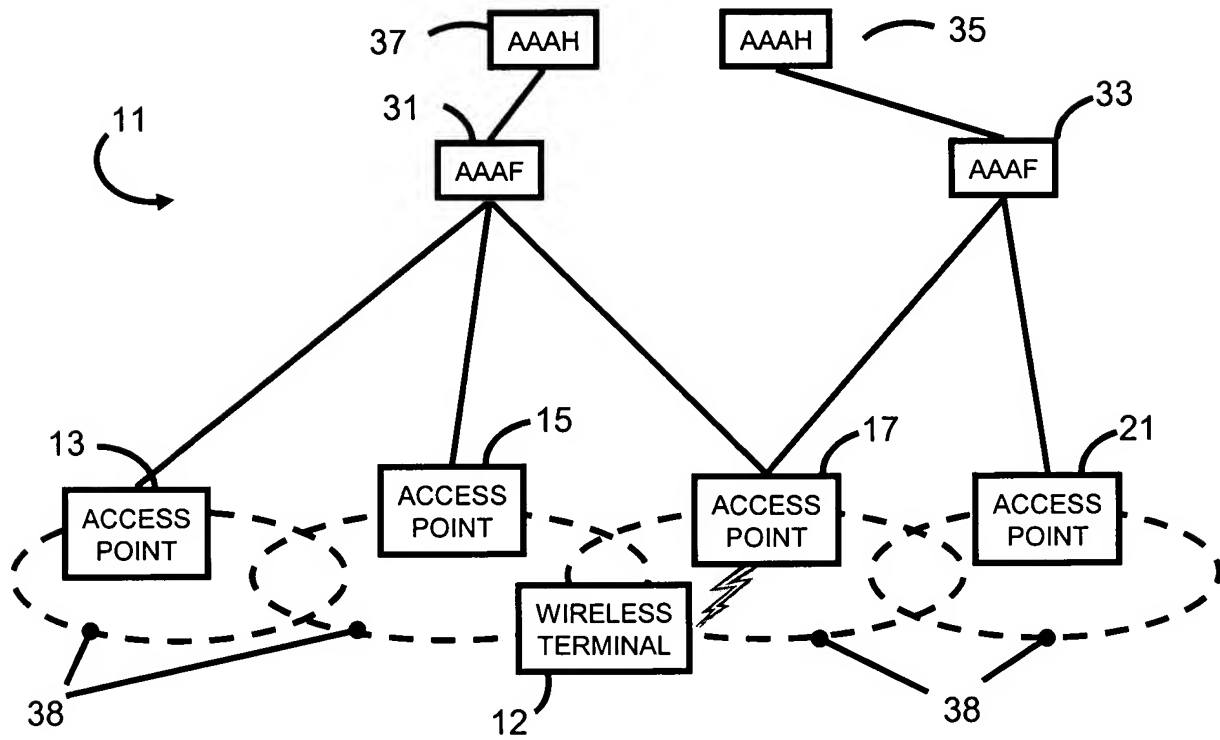 37
AAAH
AAAH
35
11
31
33
AAAF
AAAF
13
15
17
21
ACCESS
POINT
ACCESS
POINT
ACCESS
POINT
ACCESS
POINT
WIRELESS
TERMINAL
38
12
38